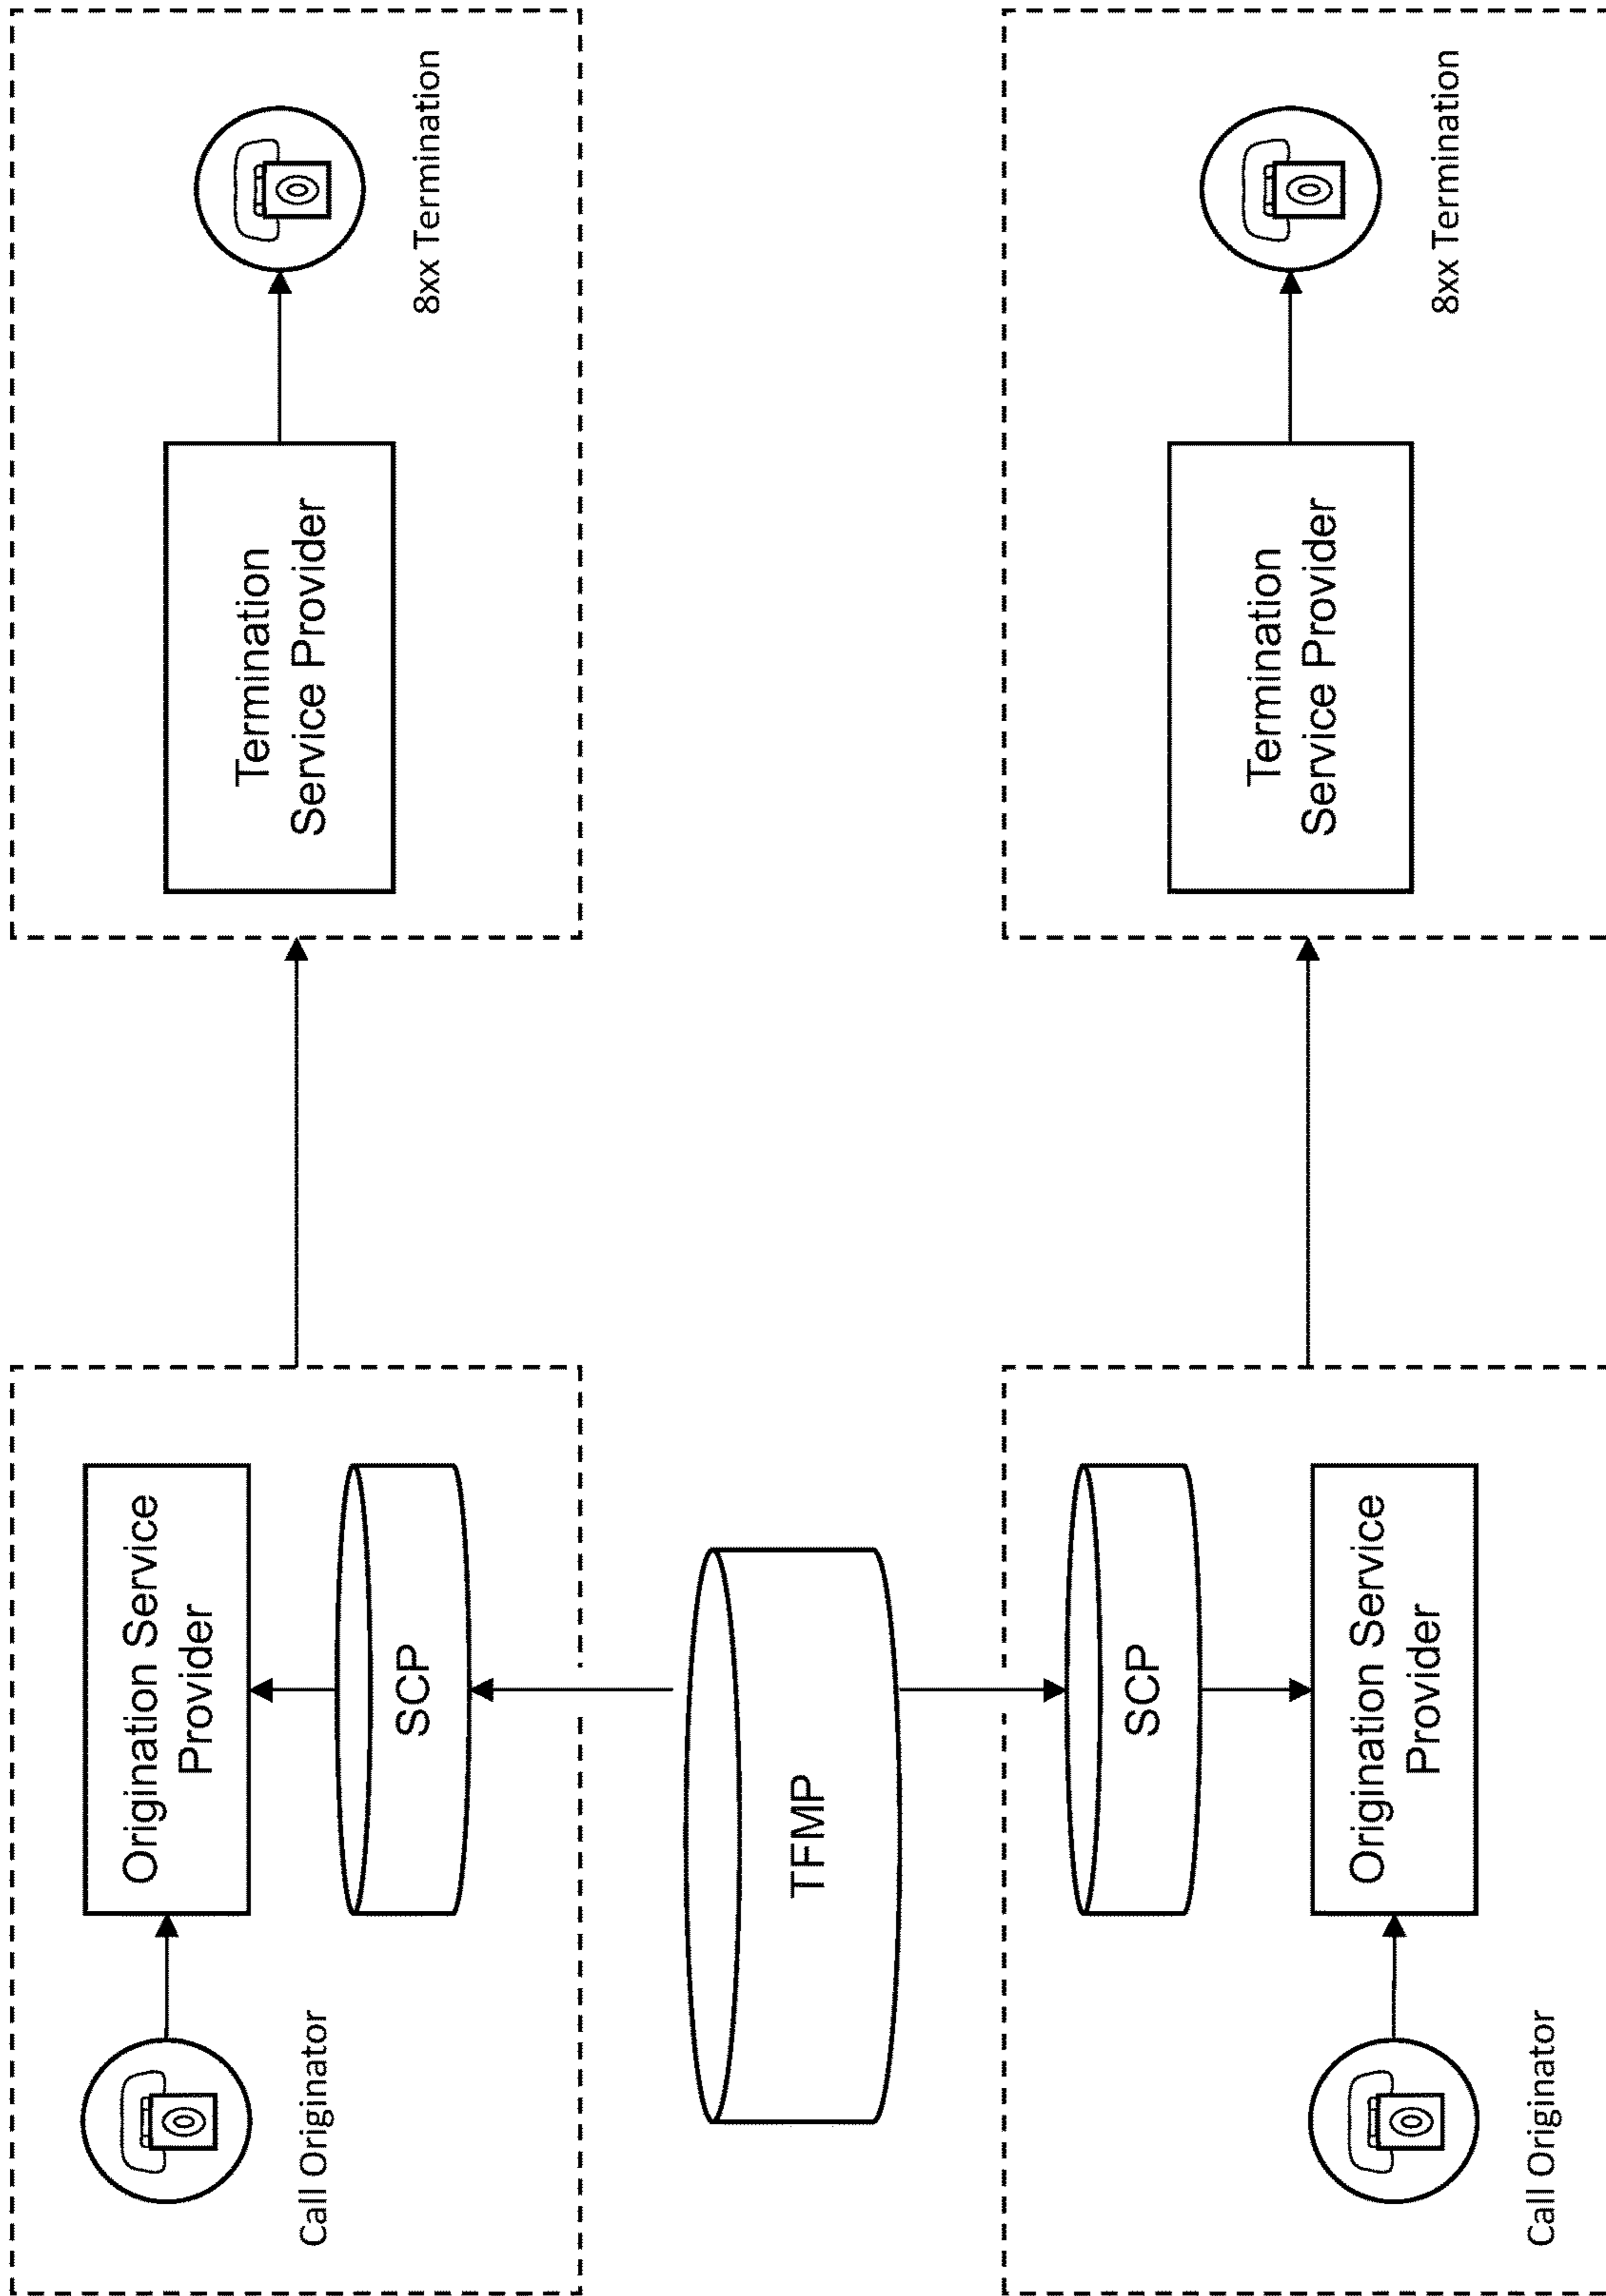 Call Originator
Origination Service
Provider
SCP
Termination
Service Provider
8xx Termination
TFMP
SCP
Call Originator
Origination Service
Provider
Termination
Service Provider
8xx Termination